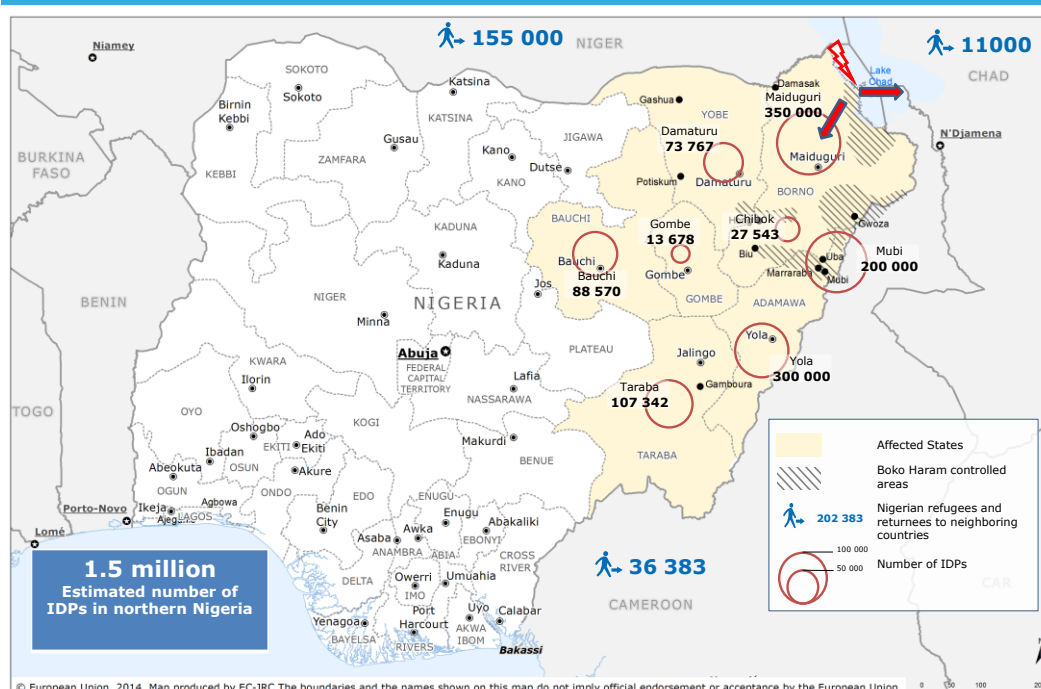 155 000
NIGER
11000
CHAD
Niamey
SOKOTO
Sokoto
Katsina
KATSINA
Birnin
Kebbi
KEBBI
Gusau
ZAMFARA
Kano
KANO
Dutse
JIGAWA
Gashua
YOBE
Damaturu
73 767
Damaturu
Potiskum
Damasak
Maiduguri
350 000
Maiduguri
BORNO
Lake
Chad
N'Djamena
BURKINA
FASO
BENIN
TOGO
KADUNA
Kaduna
NIGER
NIGERIA
Minna
Abuja
FEDERAL
CAPITAL
TERRITORY
BAUCHI
Bauchi
Bauchi
88 570
Gombe
13 678
Gombe
GOMBE
Chibok
27 543
Biu
Gwoza
Uba
Marraraba
Mubi
Mubi
200 000
ADAMAWA
Yola
Yola
300 000
Jos
PLATEAU
Jalingo
Gamboura
Taraba
107 342
TARABA
KWARA
Ilorin
OYO
Oshogbo
Ibadan
OSUN
EKITI
Ado
Ekiti
Akure
ONDO
Abeokuta
OGUN
Ikeja
LAGOS
Agbowa
Porto-Novo
Lomé
KOGI
Lafia
NASSARAWA
Makurdi
BENUE
EDO
Benin
City
ENUGU
Enugu
Abakaliki
EBONYI
Asaba
Awka
ANAMBRA
ABIA
CROSS
RIVER
DELTA
Owerri
IMO
Umuahia
Port
Harcourt
RIVERS
Yenagoa
BAYELSA
Uyo
AKWA
IBOM
Calabar
Bakassi
36 383
CAMEROON
CAR
1.5 million
Estimated number of
IDPs in northern Nigeria
Affected States
Boko Haram controlled
areas
202 383
Nigerian refugees and
returnees to neighboring
countries
100 000
50 000
Number of IDPs
© European Union, 2014. Map produced by EC-JRC The boundaries and the names shown on this map do not imply official endorsement or acceptance by the European Union
0 50 100